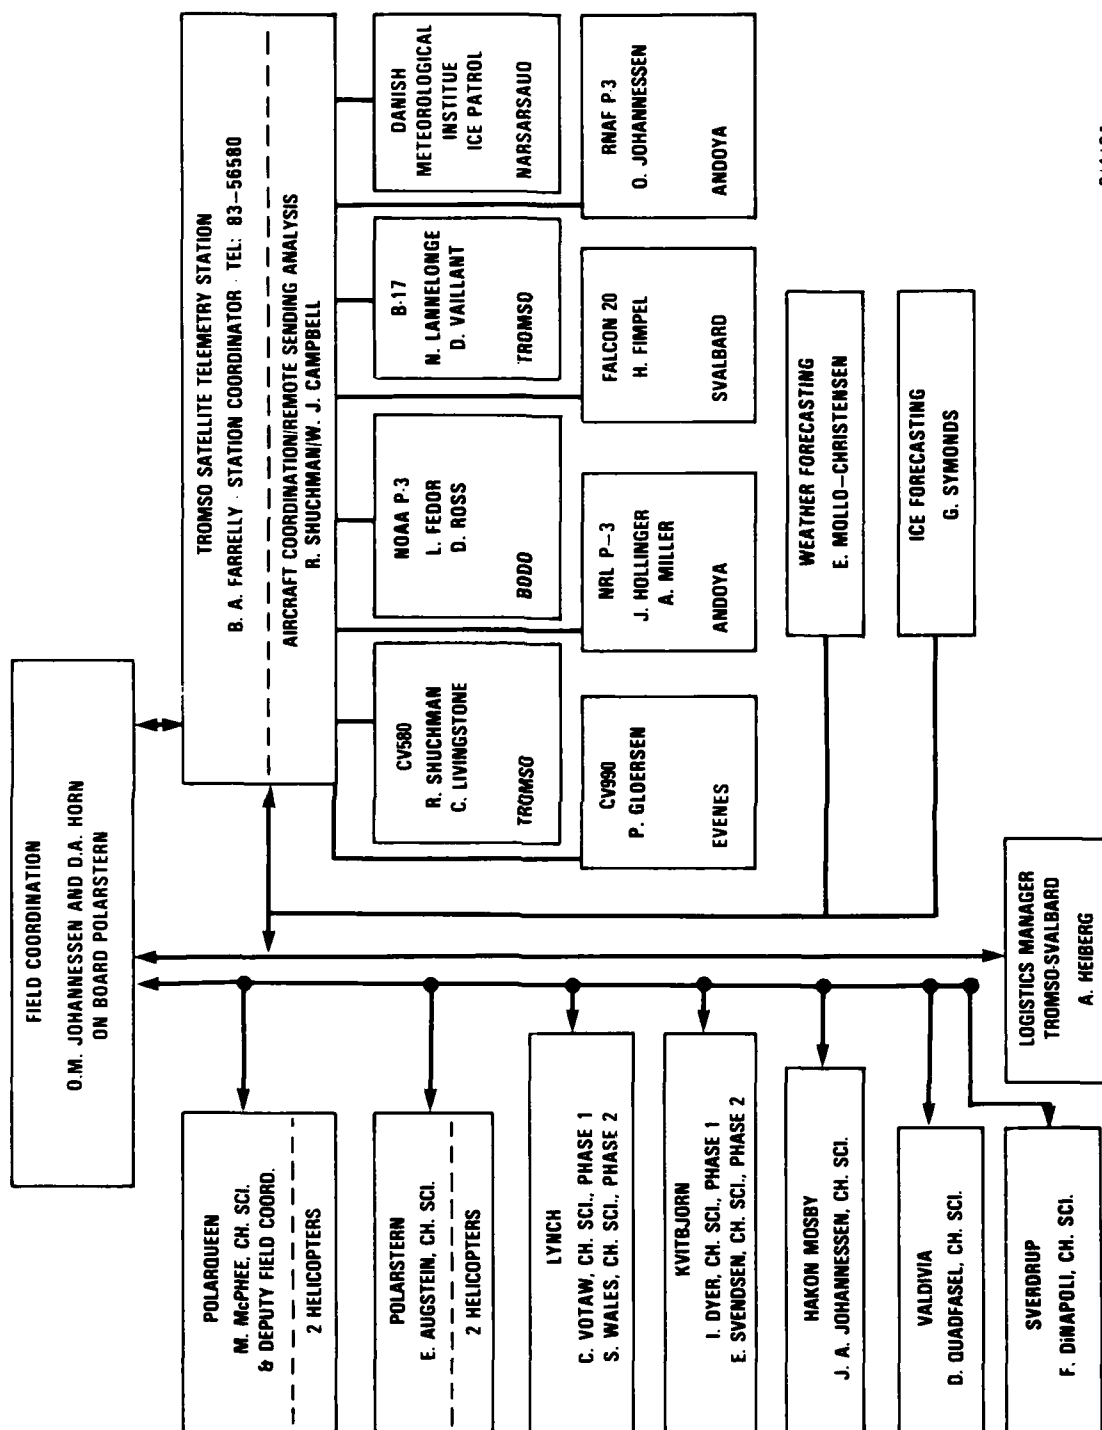 FIELD COORDINATION
O.M. JOHANNESSEN AND D.A. HORN
ON BOARD POLARSTERN
TROMSO SATELLITE TELEMETRY STATION
B. A. FARRELLY · STATION COORDINATOR · TEL: 83–56580
AIRCRAFT COORDINATION/REMOTE SENDING ANALYSIS
R. SHUCHMAN/W. J. CAMPBELL
CV580
R. SHUCHMAN
C. LIVINGSTONE
TROMSO
NOAA P-3
L. FEDOR
D. ROSS
BODO
B-17
N. LANNELONGE
D. VAILLANT
TROMSO
DANISH
METEOROLOGICAL
INSTITUE
ICE PATROL
NARSARSAUO
CV990
P. GLOERSEN
EVENES
NRL P–3
J. HOLLINGER
A. MILLER
ANDOYA
FALCON 20
H. FIMPEL
SVALBARD
RNAF P-3
O. JOHANNESSEN
ANDOYA
WEATHER FORECASTING
E. MOLLO–CHRISTENSEN
ICE FORECASTING
G. SYMONDS
POLARQUEEN
M. McPHEE, CH. SCI.
& DEPUTY FIELD COORD.
2 HELICOPTERS
POLARSTERN
E. AUGSTEIN, CH. SCI.
2 HELICOPTERS
LYNCH
C. VOTAW, CH. SCI., PHASE 1
S. WALES, CH. SCI., PHASE 2
KVITBJORN
I. DYER, CH. SCI., PHASE 1
E. SVENDSEN, CH. SCI., PHASE 2
HAKON MOSBY
J. A. JOHANNESSEN, CH. SCI.
VALDIVIA
D. QUADFASEL, CH. SCI.
SVERDRUP
F. DiNAPOLI, CH. SCI.
LOGISTICS MANAGER
TROMSO-SVALBARD
A. HEIBERG